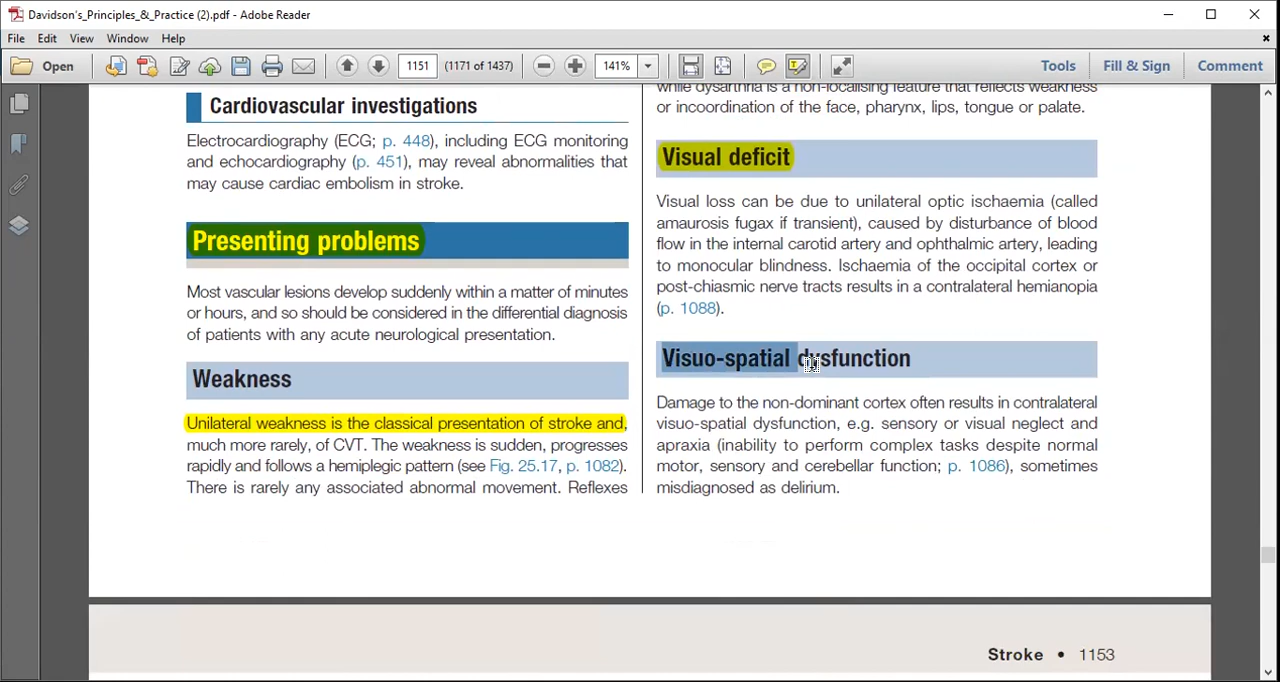 Davidson's_Principles_&_Practice (2).pdf - Adobe Reader
File Edit View Window Help
Open 1151 (1171 of 1437) 141% Tools Fill & Sign Comment
Cardiovascular investigations
Electrocardiography (ECG; p. 448), including ECG monitoring
and echocardiography (p. 451), may reveal abnormalities that
may cause cardiac embolism in stroke.
Presenting problems
Most vascular lesions develop suddenly within a matter of minutes
or hours, and so should be considered in the differential diagnosis
of patients with any acute neurological presentation.
Weakness
Unilateral weakness is the classical presentation of stroke and,
much more rarely, of CVT. The weakness is sudden, progresses
rapidly and follows a hemiplegic pattern (see Fig. 25.17, p. 1082).
There is rarely any associated abnormal movement. Reflexes
while dysarthria is a non-localising feature that reflects weakness
or incoordination of the face, pharynx, lips, tongue or palate.
Visual deficit
Visual loss can be due to unilateral optic ischaemia (called
amaurosis fugax if transient), caused by disturbance of blood
flow in the internal carotid artery and ophthalmic artery, leading
to monocular blindness. Ischaemia of the occipital cortex or
post-chiasmic nerve tracts results in a contralateral hemianopia
(p. 1088).
Visuo-spatial dysfunction
Damage to the non-dominant cortex often results in contralateral
visuo-spatial dysfunction, e.g. sensory or visual neglect and
apraxia (inability to perform complex tasks despite normal
motor, sensory and cerebellar function; p. 1086), sometimes
misdiagnosed as delirium.
Stroke • 1153